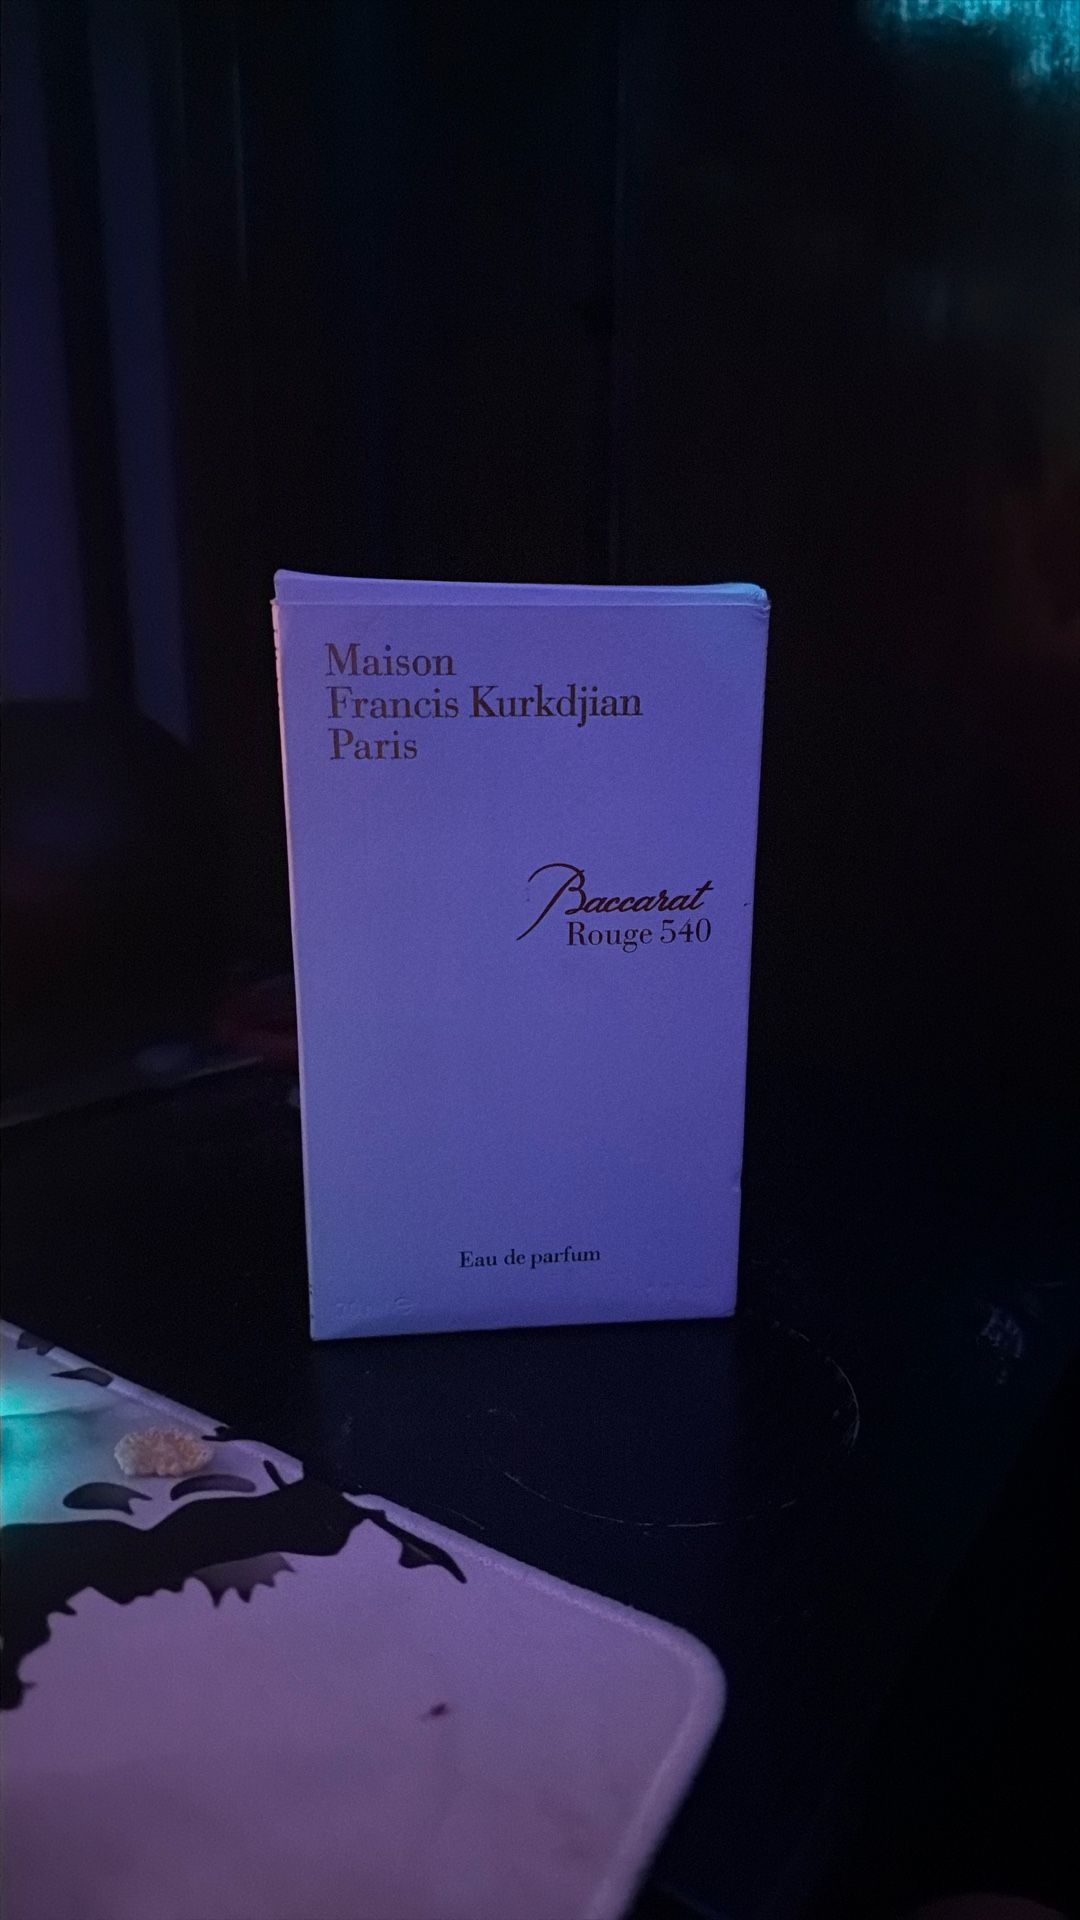 Maison
Francis Kurkdjian
Paris
Baccarat
Rouge 540
Eau de parfum